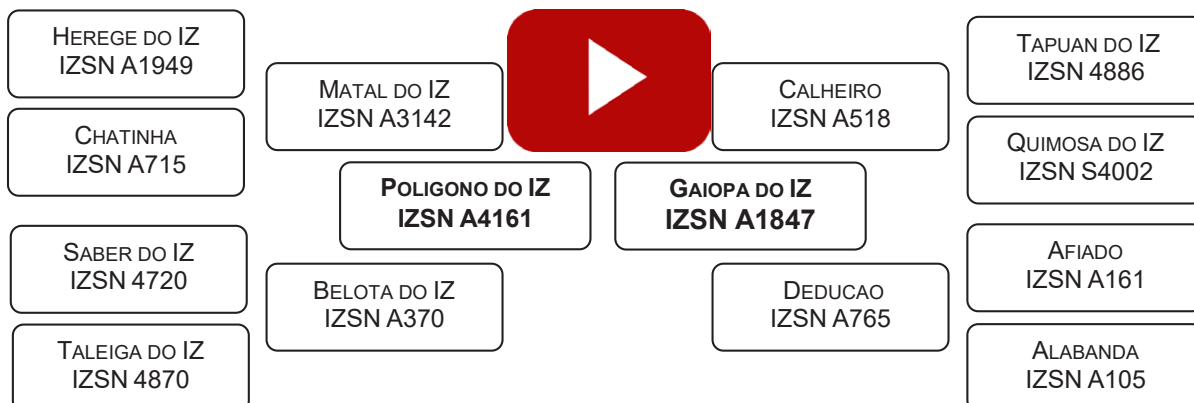 HEREGE DO IZ
IZSN A1949
CHATINHA
IZSN A715
SABER DO IZ
IZSN 4720
TALEIGA DO IZ
IZSN 4870
MATAL DO IZ
IZSN A3142
BELOTA DO IZ
IZSN A370
POLIGONO DO IZ
IZSN A4161
GAIOPA DO IZ
IZSN A1847
CALHEIRO
IZSN A518
DEDUCAO
IZSN A765
TAPUAN DO IZ
IZSN 4886
QUIMOSA DO IZ
IZSN S4002
AFIADO
IZSN A161
ALABANDA
IZSN A105